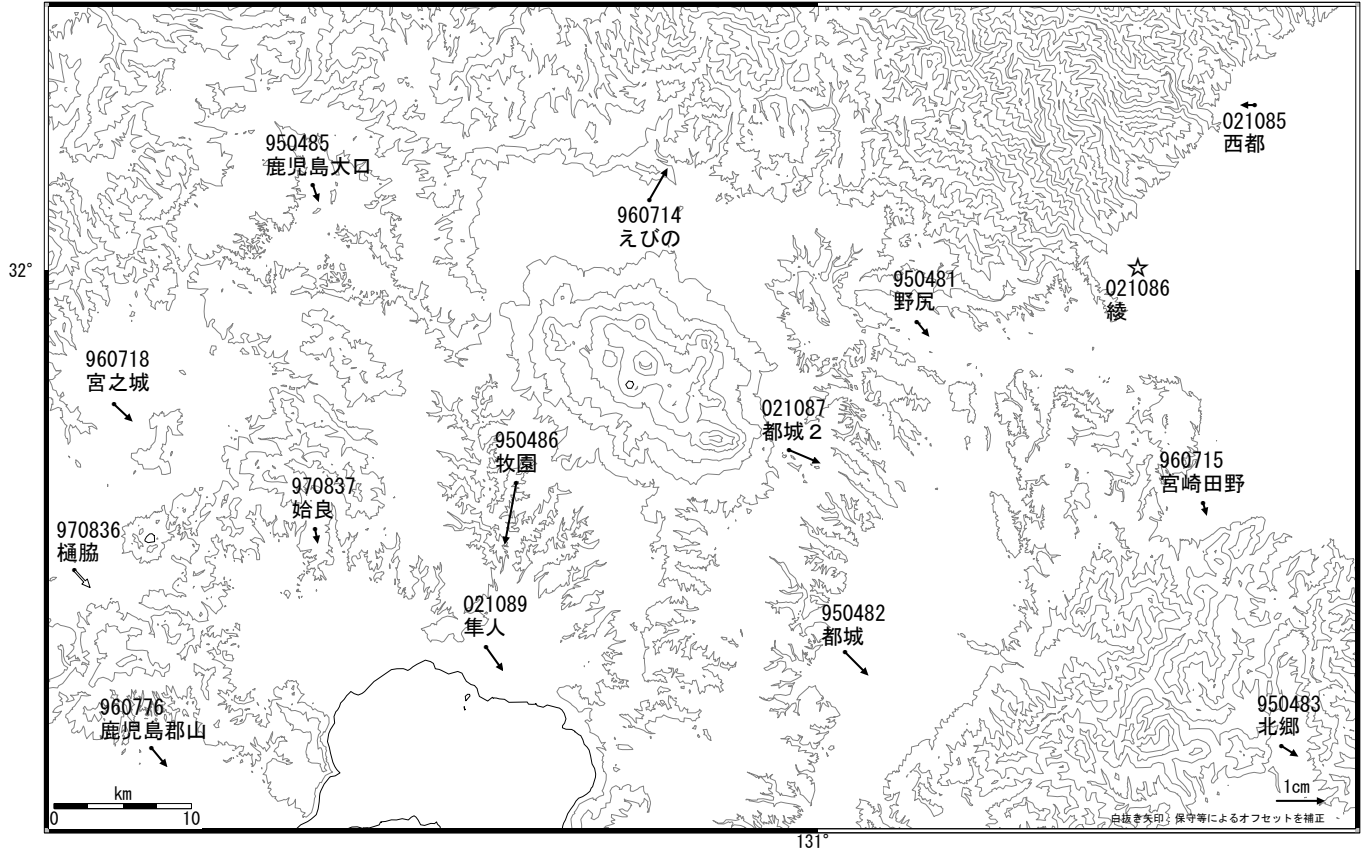 021085
西都
950485
鹿児島大口
960714
えびの
32°
950481
野尻
021086
綾
960718
宮之城
021087
都城２
950486
牧園
960715
宮崎田野
970837
姶良
970836
樋脇
021089
隼人
950482
都城
960776
鹿児島郡山
950483
北郷
km
0 10
1cm
白抜き矢印：保守等によるオフセットを補正
131°